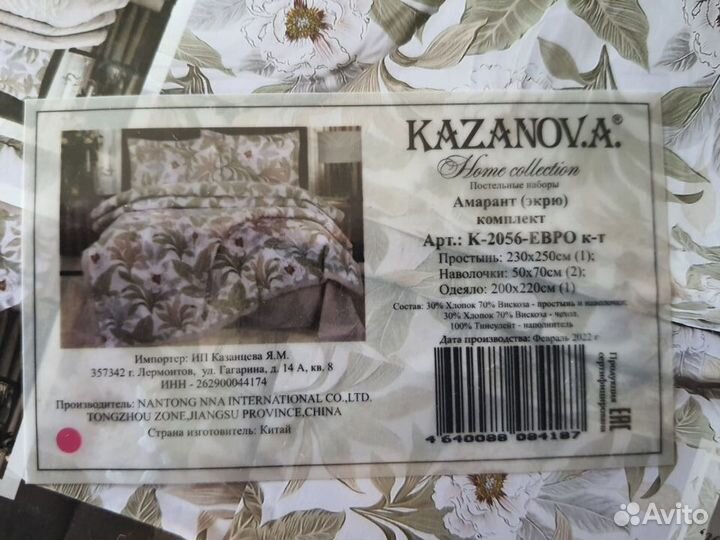 KAZANOV.A.®
Home collection
Постельные наборы
Амарант (экрю)
комплект
Арт.: К-2056-ЕВРО к-т
Простынь: 230x250см (1);
Наволочки: 50x70см (2);
Одеяло: 200x220см (1)
Состав: 30% Хлопок 70% Вискоза - простынь и наволочки;
30% Хлопок 70% Вискоза - чехол.
100% Тинсулейт - наполнитель
Дата производства: Февраль 2022 г
Продукция
сертифицирована
EAC
4 640088 084187
Импортер: ИП Казанцева Я.М.
357342 г. Лермонтов, ул. Гагарина, д. 14 А, кв. 8
ИНН - 262900044174
Производитель: NANTONG NNA INTERNATIONAL CO.,LTD.
TONGZHOU ZONE,JIANGSU PROVINCE,CHINA
Страна изготовитель: Китай
Avito